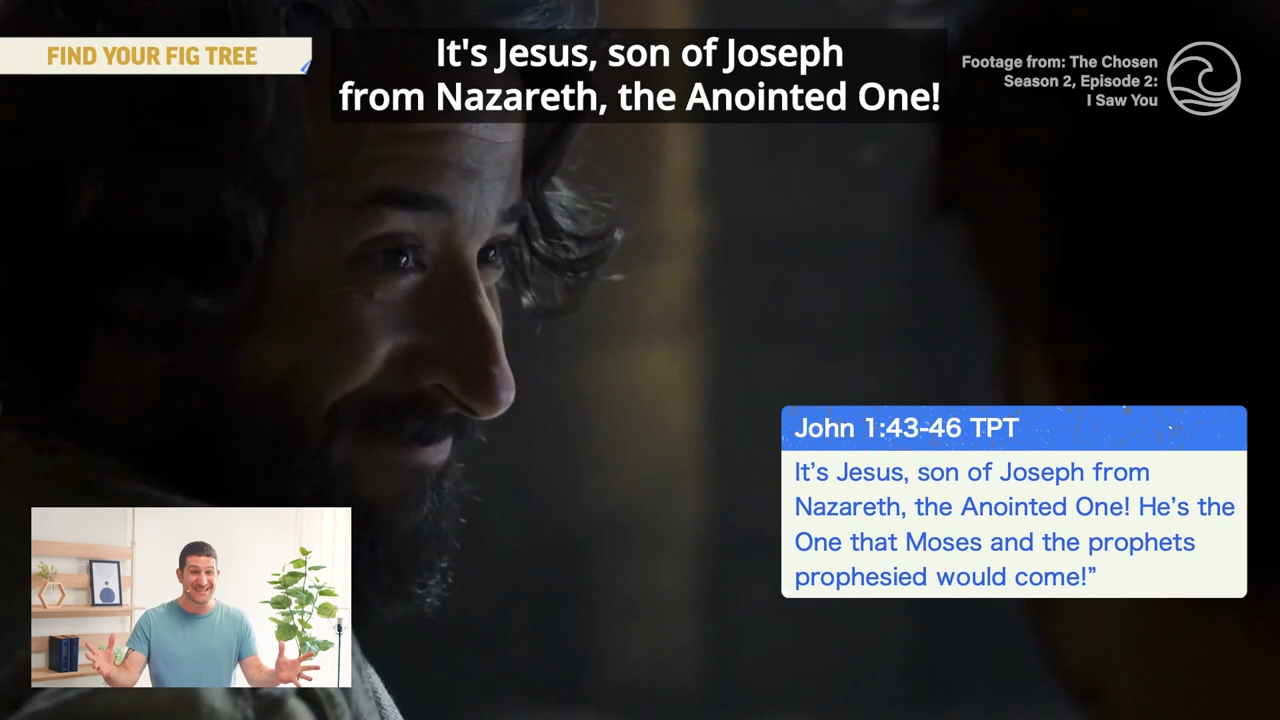 FIND YOUR FIG TREE
It's Jesus, son of Joseph
from Nazareth, the Anointed One!
Footage from: The Chosen
Season 2, Episode 2:
I Saw You
John 1:43-46 TPT
It’s Jesus, son of Joseph from
Nazareth, the Anointed One! He’s the
One that Moses and the prophets
prophesied would come!”